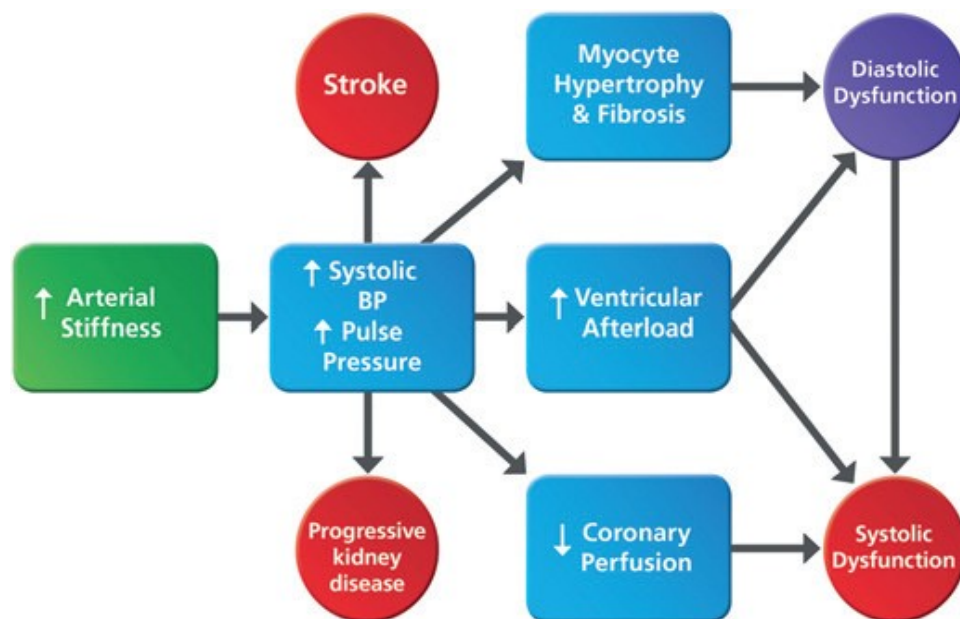 Stroke
Myocyte
Hypertrophy
& Fibrosis
Diastolic
Dysfunction
↑ Arterial
Stiffness
↑ Systolic
BP
↑ Pulse
Pressure
↑ Ventricular
Afterload
Progressive
kidney
disease
↓ Coronary
Perfusion
Systolic
Dysfunction